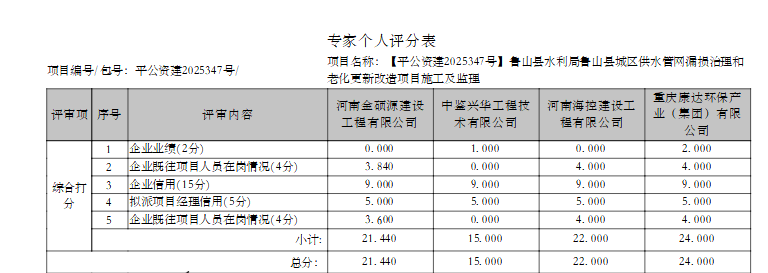 专家个人评分表
项目编号/包号: 平公资建2025347号/
项目名称: 【平公资建2025347号】鲁山县水利局鲁山县城区供水管网漏损治理和
老化更新改造项目施工及监理
评审项 序号 评审内容 河南金硕源建设工程有限公司 中鉴兴华工程技术有限公司 河南海控建设工程有限公司 重庆康达环保产业（集团）有限公司
综合打分
1 企业业绩(2分) 0.000 1.000 0.000 2.000
2 企业既往项目人员在岗情况(4分) 3.840 0.000 4.000 4.000
3 企业信用(15分) 9.000 9.000 9.000 9.000
4 拟派项目经理信用(5分) 5.000 5.000 5.000 5.000
5 企业既往项目人员在岗情况(4分) 3.600 0.000 4.000 4.000
小计: 21.440 15.000 22.000 24.000
总分: 21.440 15.000 22.000 24.000